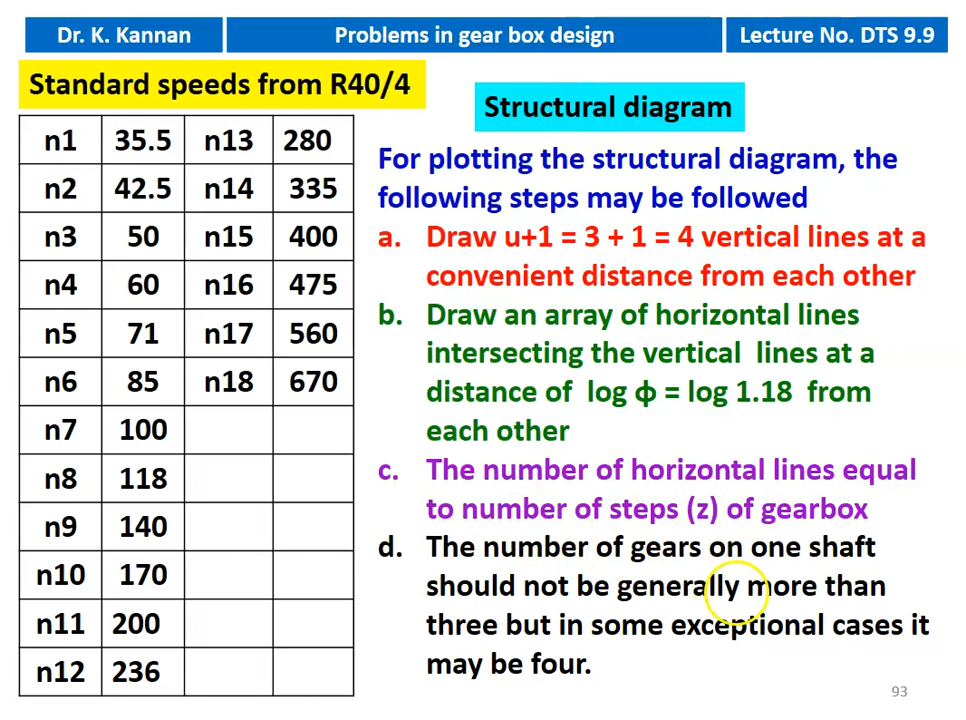 Dr. K. Kannan
Problems in gear box design
Lecture No. DTS 9.9
Standard speeds from R40/4
n1 35.5 n13 280
n2 42.5 n14 335
n3 50 n15 400
n4 60 n16 475
n5 71 n17 560
n6 85 n18 670
n7 100
n8 118
n9 140
n10 170
n11 200
n12 236
Structural diagram
For plotting the structural diagram, the
following steps may be followed
a. Draw u+1 = 3 + 1 = 4 vertical lines at a
convenient distance from each other
b. Draw an array of horizontal lines
intersecting the vertical lines at a
distance of log ф = log 1.18 from
each other
c. The number of horizontal lines equal
to number of steps (z) of gearbox
d. The number of gears on one shaft
should not be generally more than
three but in some exceptional cases it
may be four.
93